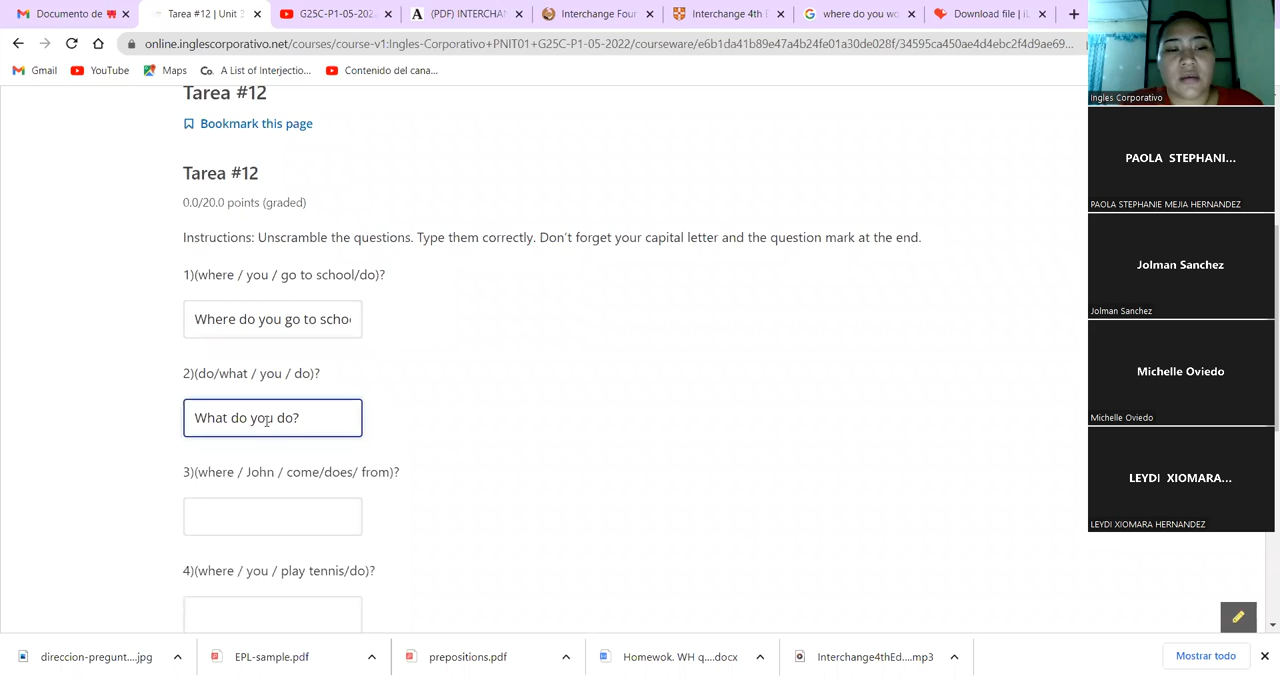 Documento de
Tarea #12 | Unit 3
G25C-P1-05-202
(PDF) INTERCHAN
Interchange Four
Interchange 4th E
where do you wo
Download file | iL
online.inglescorporativo.net/courses/course-v1:Ingles-Corporativo+PNIT01+G25C-P1-05-2022/courseware/e6b1da41b89e47a4b24fe01a30de028f/34595ca450ae4d4ebc2f4d9ae69...
Gmail
YouTube
Maps
Co. A List of Interjectio...
Contenido del cana...
Tarea #12
Bookmark this page
Tarea #12
0.0/20.0 points (graded)
Instructions: Unscramble the questions. Type them correctly. Don't forget your capital letter and the question mark at the end.
1)(where / you / go to school/do)?
Where do you go to schoo
2)(do/what / you / do)?
What do you do?
3)(where / John / come/does/ from)?
4)(where / you / play tennis/do)?
Ingles Corporativo
PAOLA STEPHANI...
PAOLA STEPHANIE MEJIA HERNANDEZ
Jolman Sanchez
Jolman Sanchez
Michelle Oviedo
Michelle Oviedo
LEYDI XIOMARA...
LEYDI XIOMARA HERNANDEZ
direccion-pregunt....jpg
EPL-sample.pdf
prepositions.pdf
Homewok. WH q....docx
Interchange4thEd....mp3
Mostrar todo